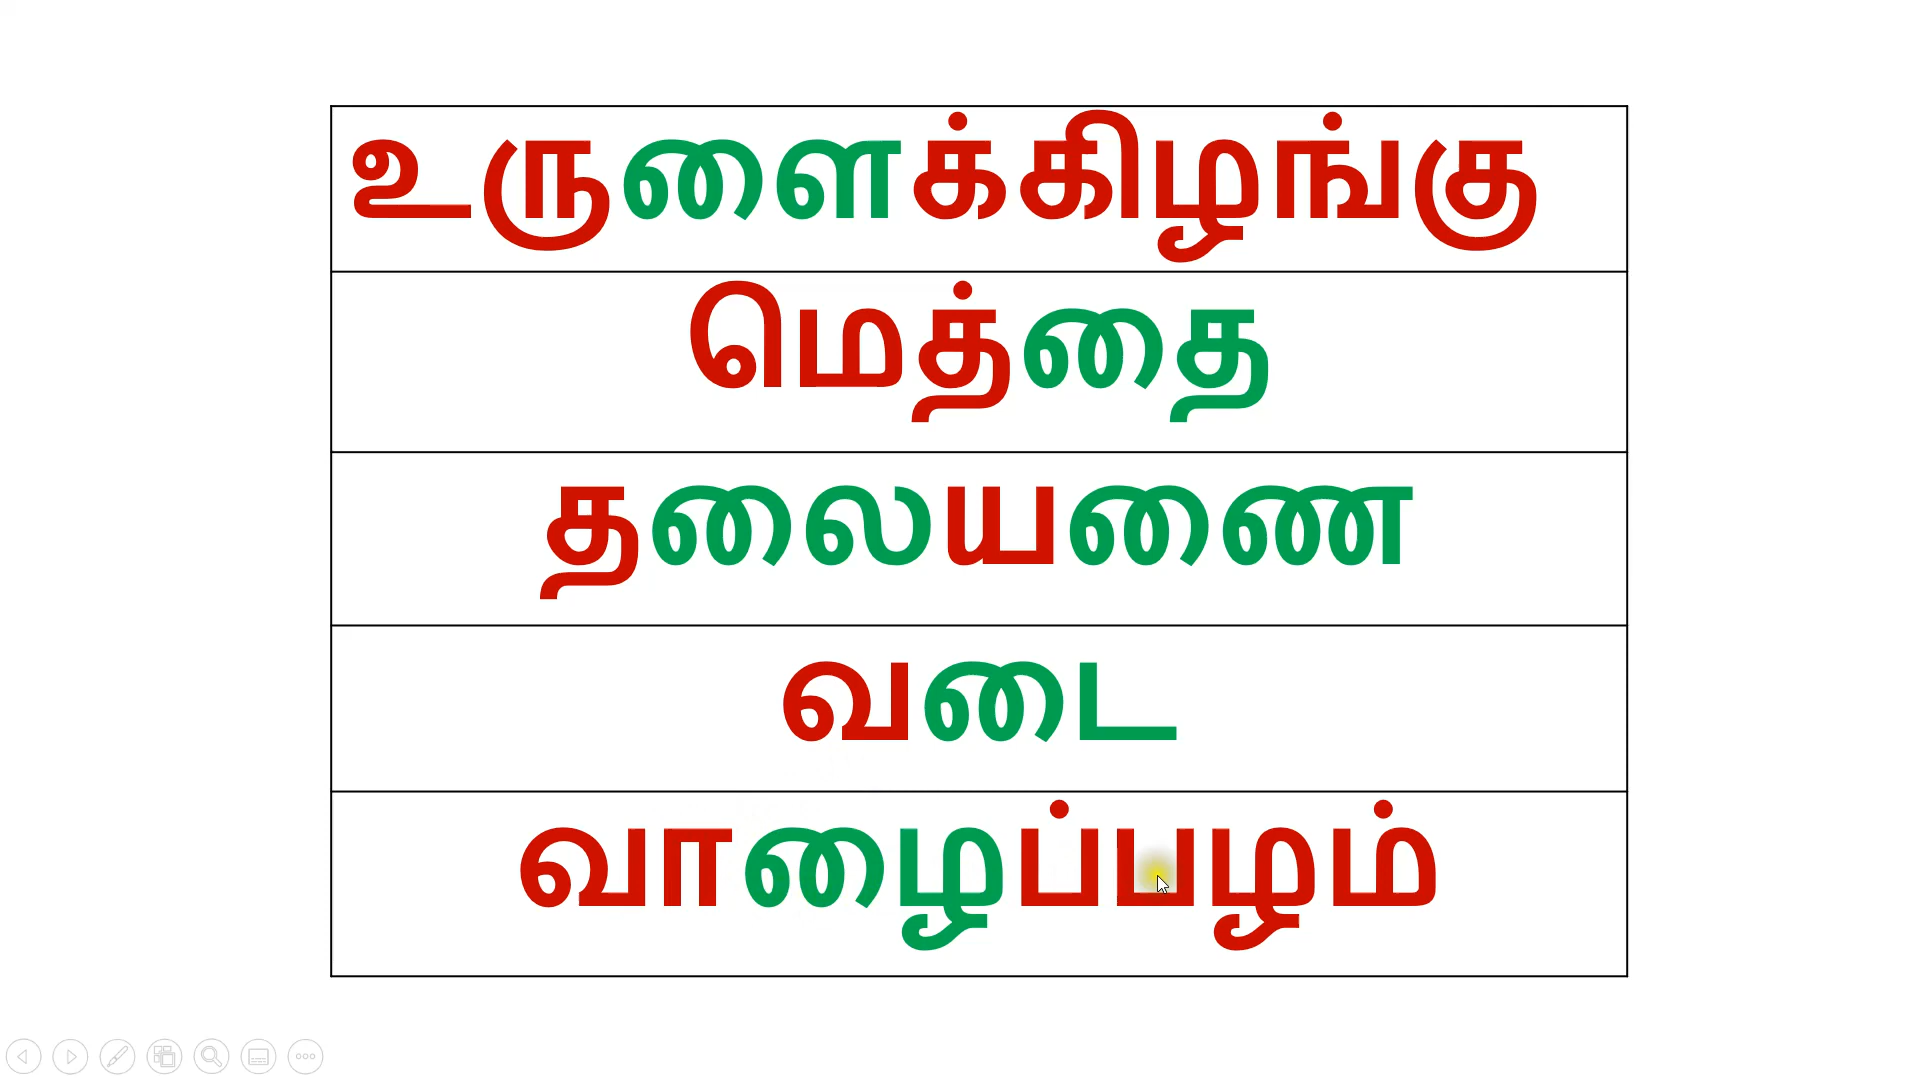 உருளைக்கிழங்கு
மெத்தை
தலையணை
வடை
வாழைப்பழம்